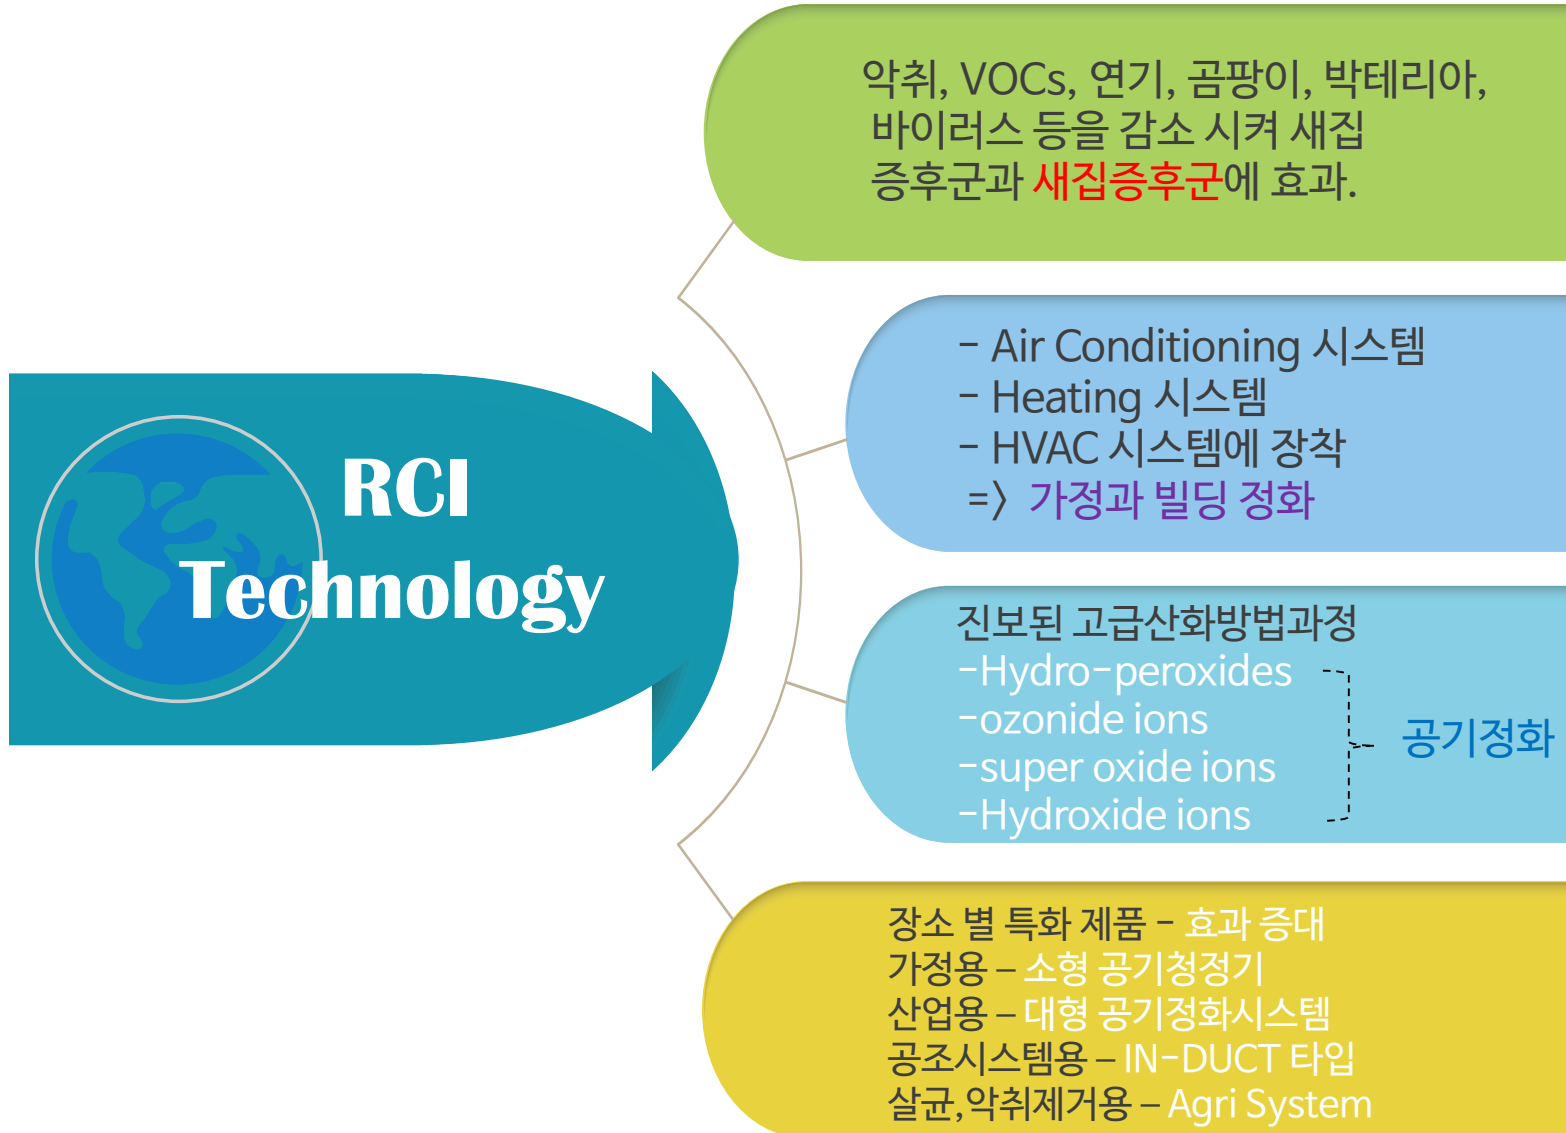 RCI
Technology
악취, VOCs, 연기, 곰팡이, 박테리아,
바이러스 등을 감소 시켜 새집
증후군과 새집증후군에 효과.
- Air Conditioning 시스템
- Heating 시스템
- HVAC 시스템에 장착
=〉 가정과 빌딩 정화
진보된 고급산화방법과정
-Hydro-peroxides
-ozonide ions
-super oxide ions
-Hydroxide ions
공기정화
장소 별 특화 제품 - 효과 증대
가정용 – 소형 공기청정기
산업용 – 대형 공기정화시스템
공조시스템용 – IN-DUCT 타입
살균,악취제거용 – Agri System